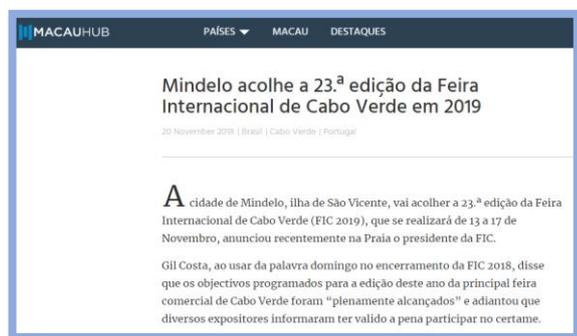 MACAUHUB PAÍSES MACAU DESTAQUES
Mindelo acolhe a 23.ª edição da Feira
Internacional de Cabo Verde em 2019
20 November 2018 | Brasil | Cabo Verde | Portugal
A cidade de Mindelo, ilha de São Vicente, vai acolher a 23.ª edição da Feira
Internacional de Cabo Verde (FIC 2019), que se realizará de 13 a 17 de
Novembro, anunciou recentemente na Praia o presidente da FIC.
Gil Costa, ao usar da palavra domingo no encerramento da FIC 2018, disse
que os objectivos programados para a edição deste ano da principal feira
comercial de Cabo Verde foram “plenamente alcançados” e adiantou que
diversos expositores informaram ter valido a pena participar no certame.